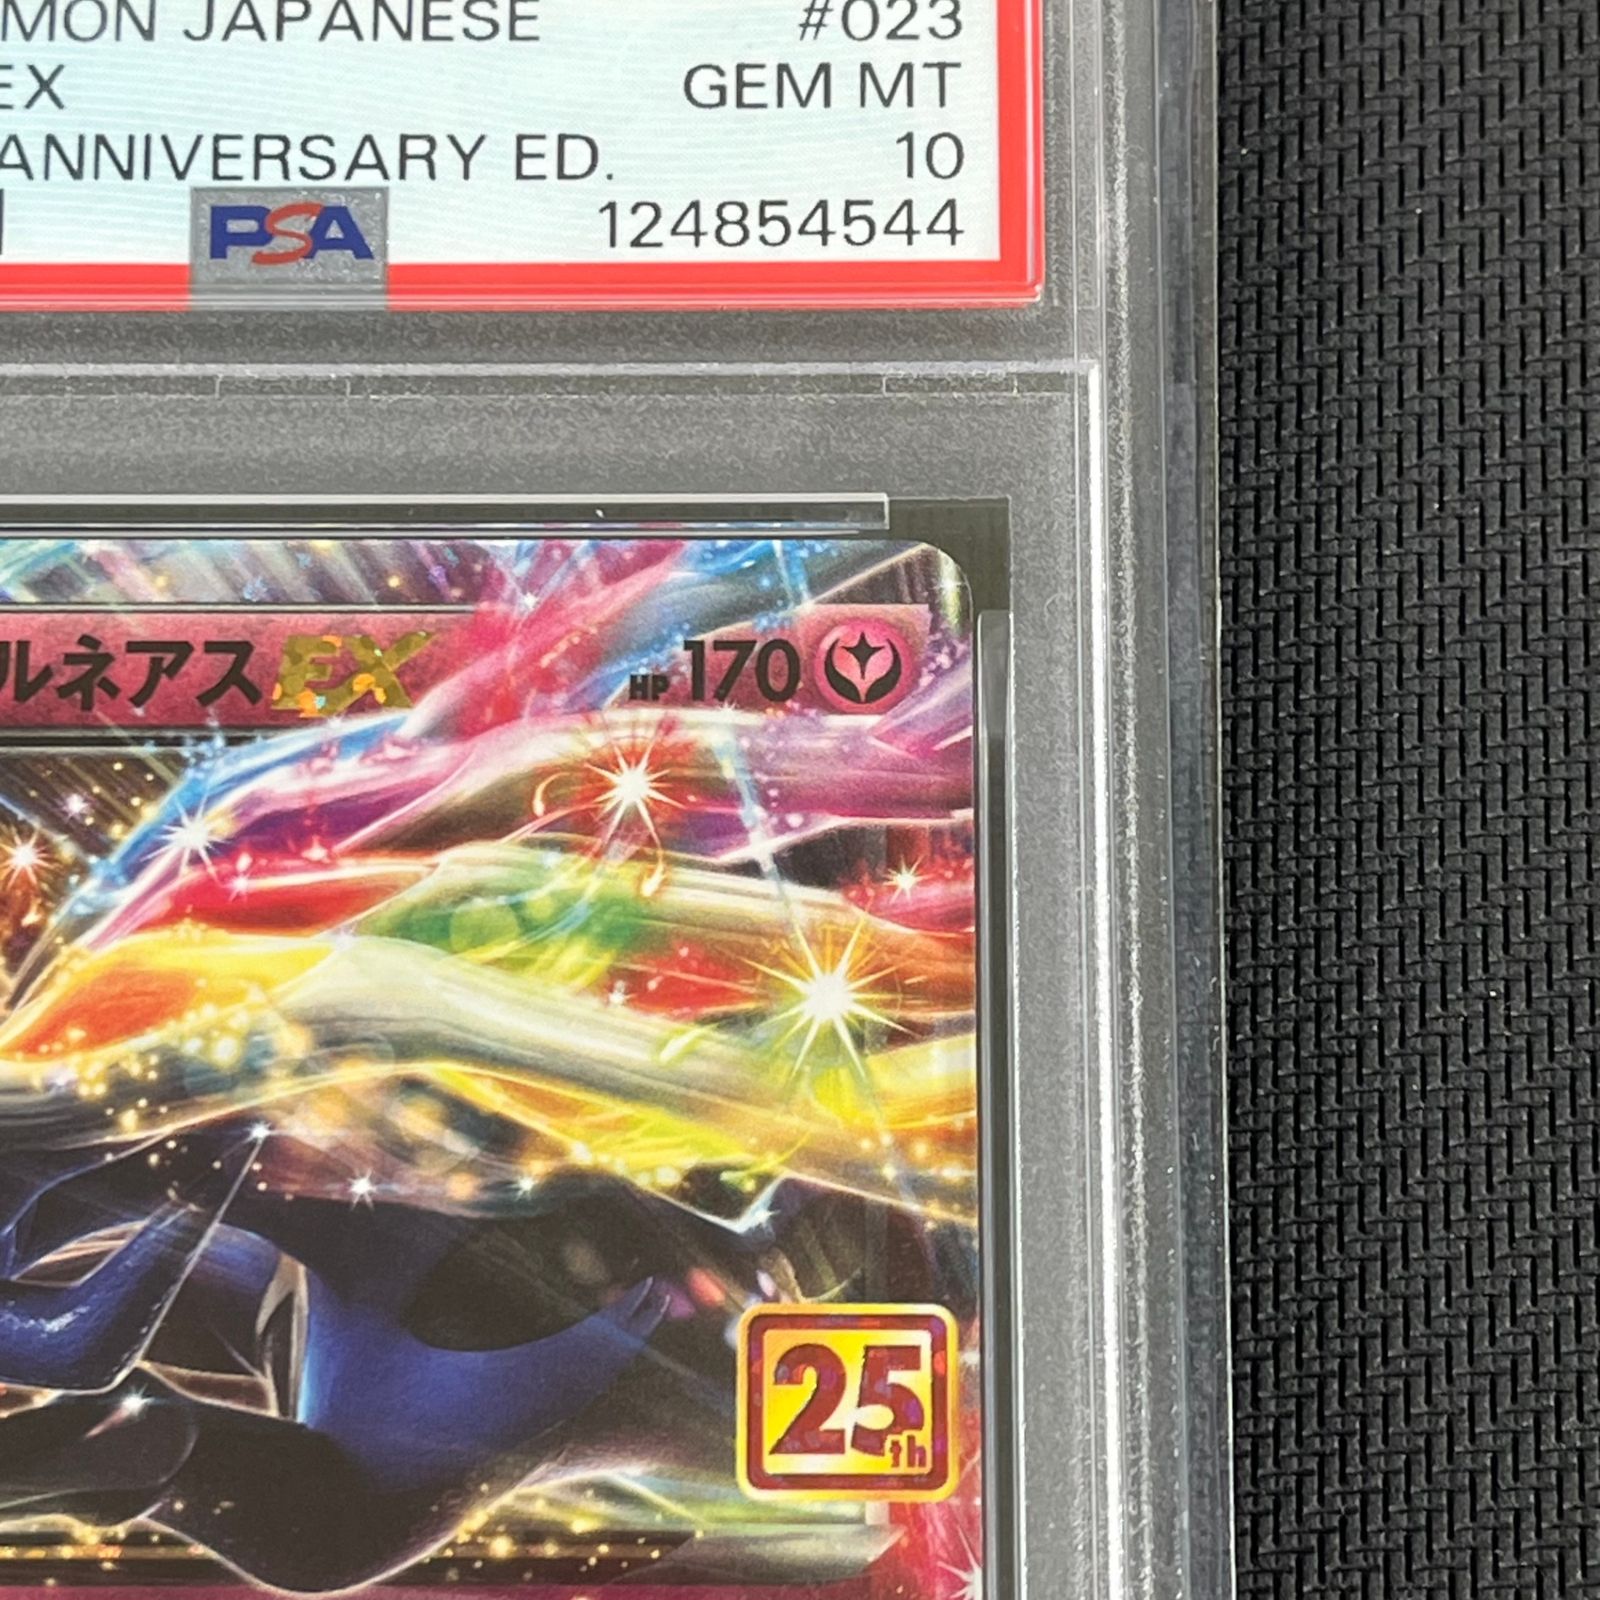 MON JAPANESE #023
EX GEM MT
ANNIVERSARY ED. 10
PSA 124854544
ルネアスEX HP 170
25th